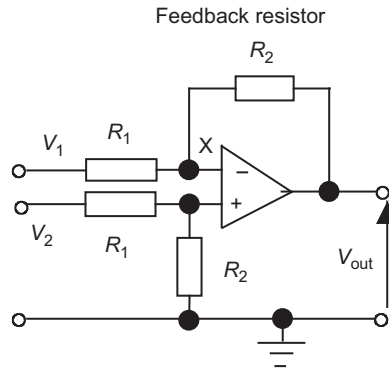 Feedback resistor
R2
V1
R1
X
−
+
V2
R1
R2
Vout